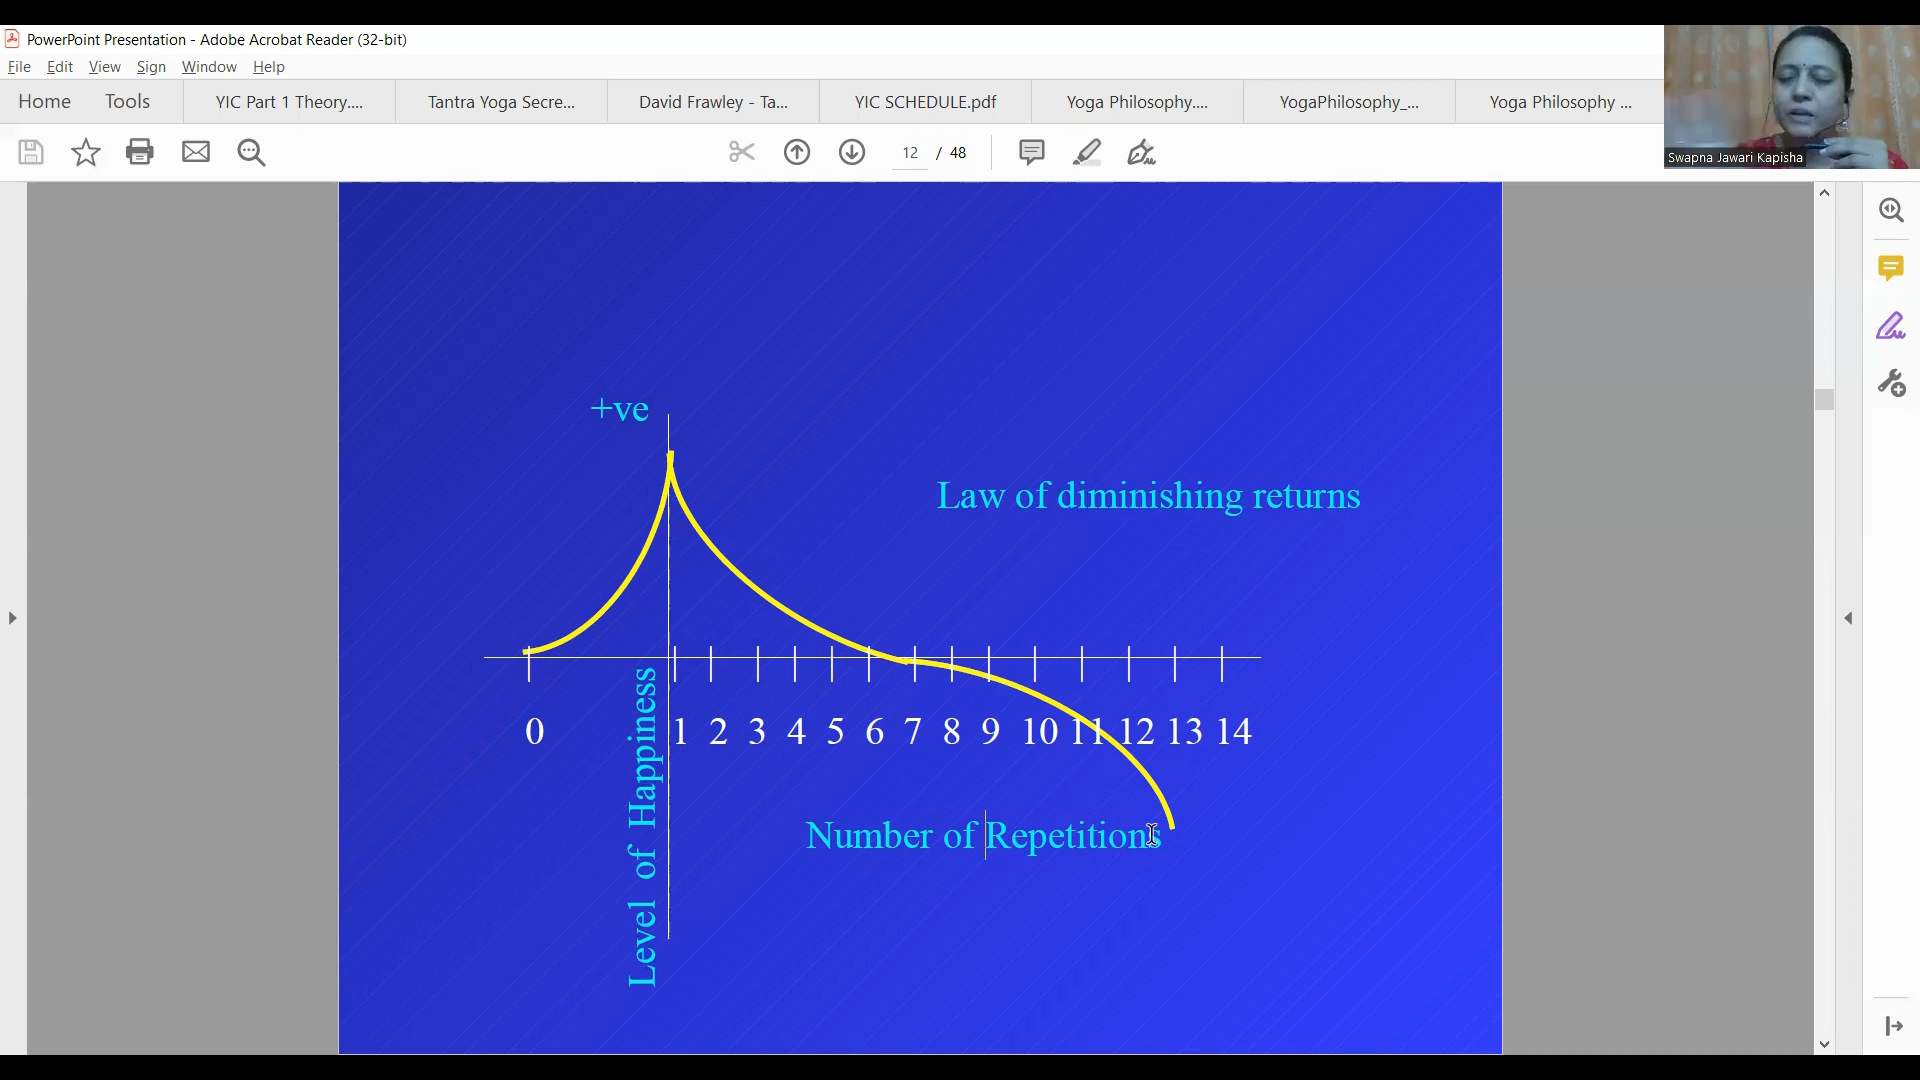 PowerPoint Presentation - Adobe Acrobat Reader (32-bit)
File Edit View Sign Window Help
Home Tools YIC Part 1 Theory.... Tantra Yoga Secre... David Frawley - Ta... YIC SCHEDULE.pdf Yoga Philosophy.... YogaPhilosophy_... Yoga Philosophy ...
12 / 48
Swapna Jawari Kapisha
+ve
Law of diminishing returns
Level of Happiness
0 1 2 3 4 5 6 7 8 9 10 11 12 13 14
Number of Repetitions